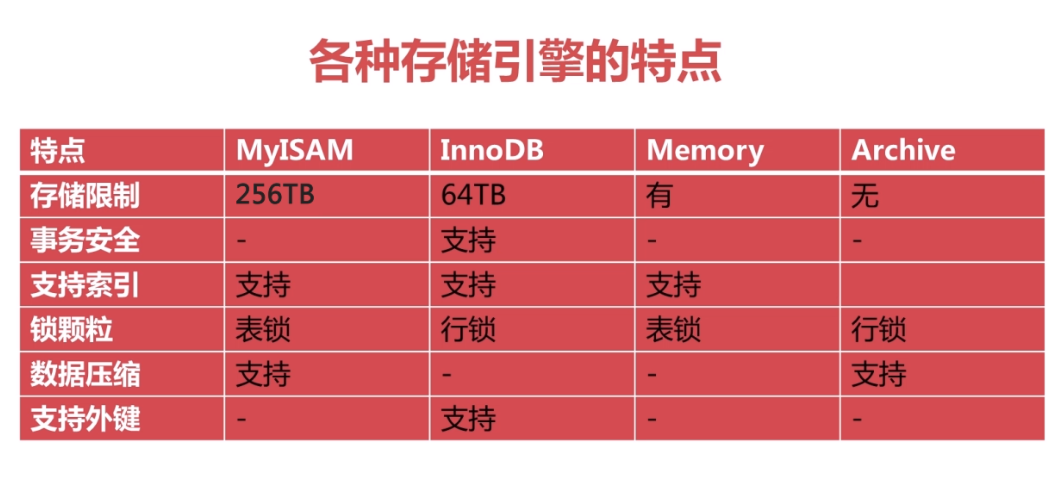 各种存储引擎的特点
特点 MyISAM InnoDB Memory Archive
存储限制 256TB 64TB 有 无
事务安全 - 支持 - -
支持索引 支持 支持 支持
锁颗粒 表锁 行锁 表锁 行锁
数据压缩 支持 - - 支持
支持外键 - 支持 - -